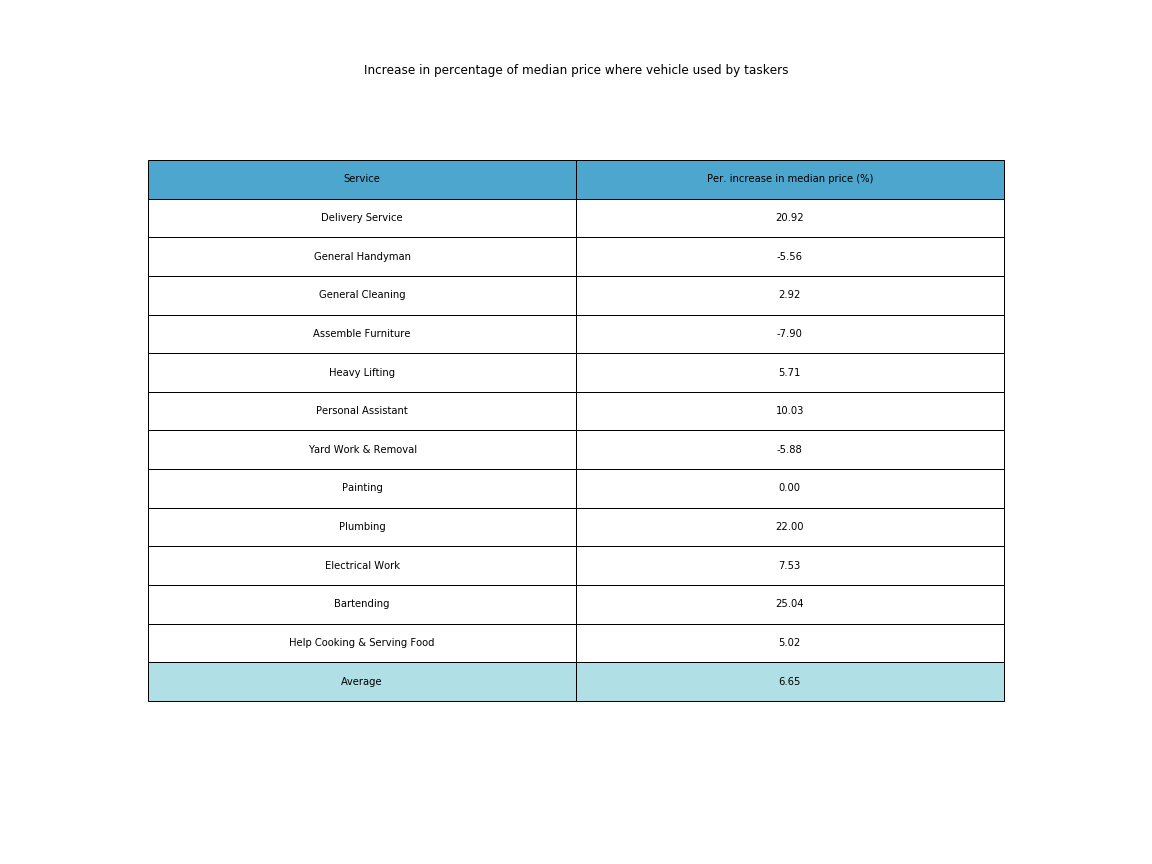 Increase in percentage of median price where vehicle used by taskers
Service Per. increase in median price (%)
Delivery Service 20.92
General Handyman -5.56
General Cleaning 2.92
Assemble Furniture -7.90
Heavy Lifting 5.71
Personal Assistant 10.03
Yard Work & Removal -5.88
Painting 0.00
Plumbing 22.00
Electrical Work 7.53
Bartending 25.04
Help Cooking & Serving Food 5.02
Average 6.65